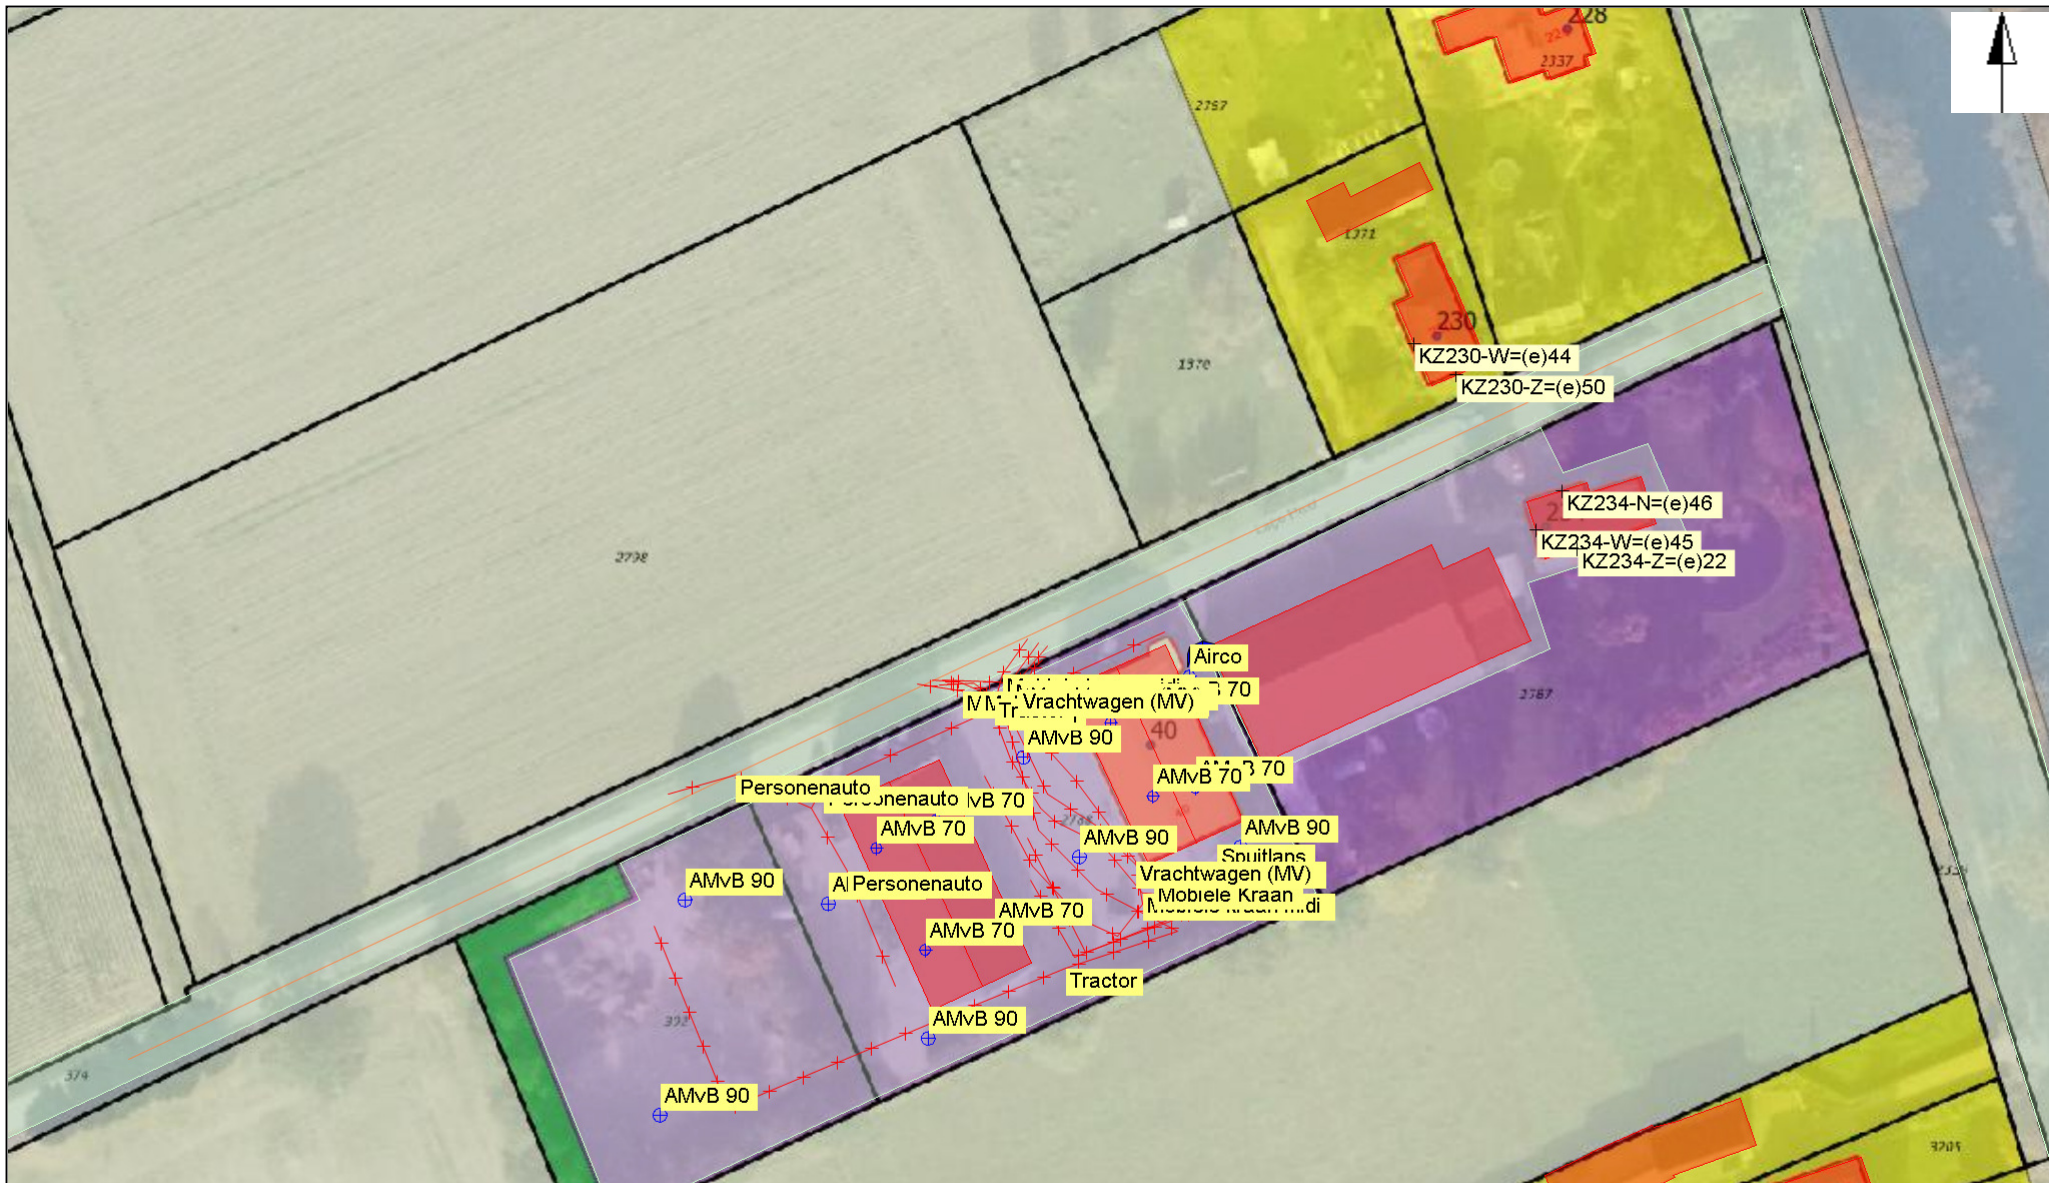 228
2337
2757
1371
230
KZ230-W=(e)44
KZ230-Z=(e)50
1370
KZ234-N=(e)46
KZ234-W=(e)45
KZ234-Z=(e)22
2798
Airco
B 70
Vrachtwagen (MV)
AMvB 90
40
AMvB 70
2787
Personenauto
AMvB 70
AMvB 90
AMvB 90
Spuitlans
Vrachtwagen (MV)
Mobiele Kraan
AMvB 90
Personenauto
AMvB 70
AMvB 70
Tractor
AMvB 90
AMvB 90
392
374
3205